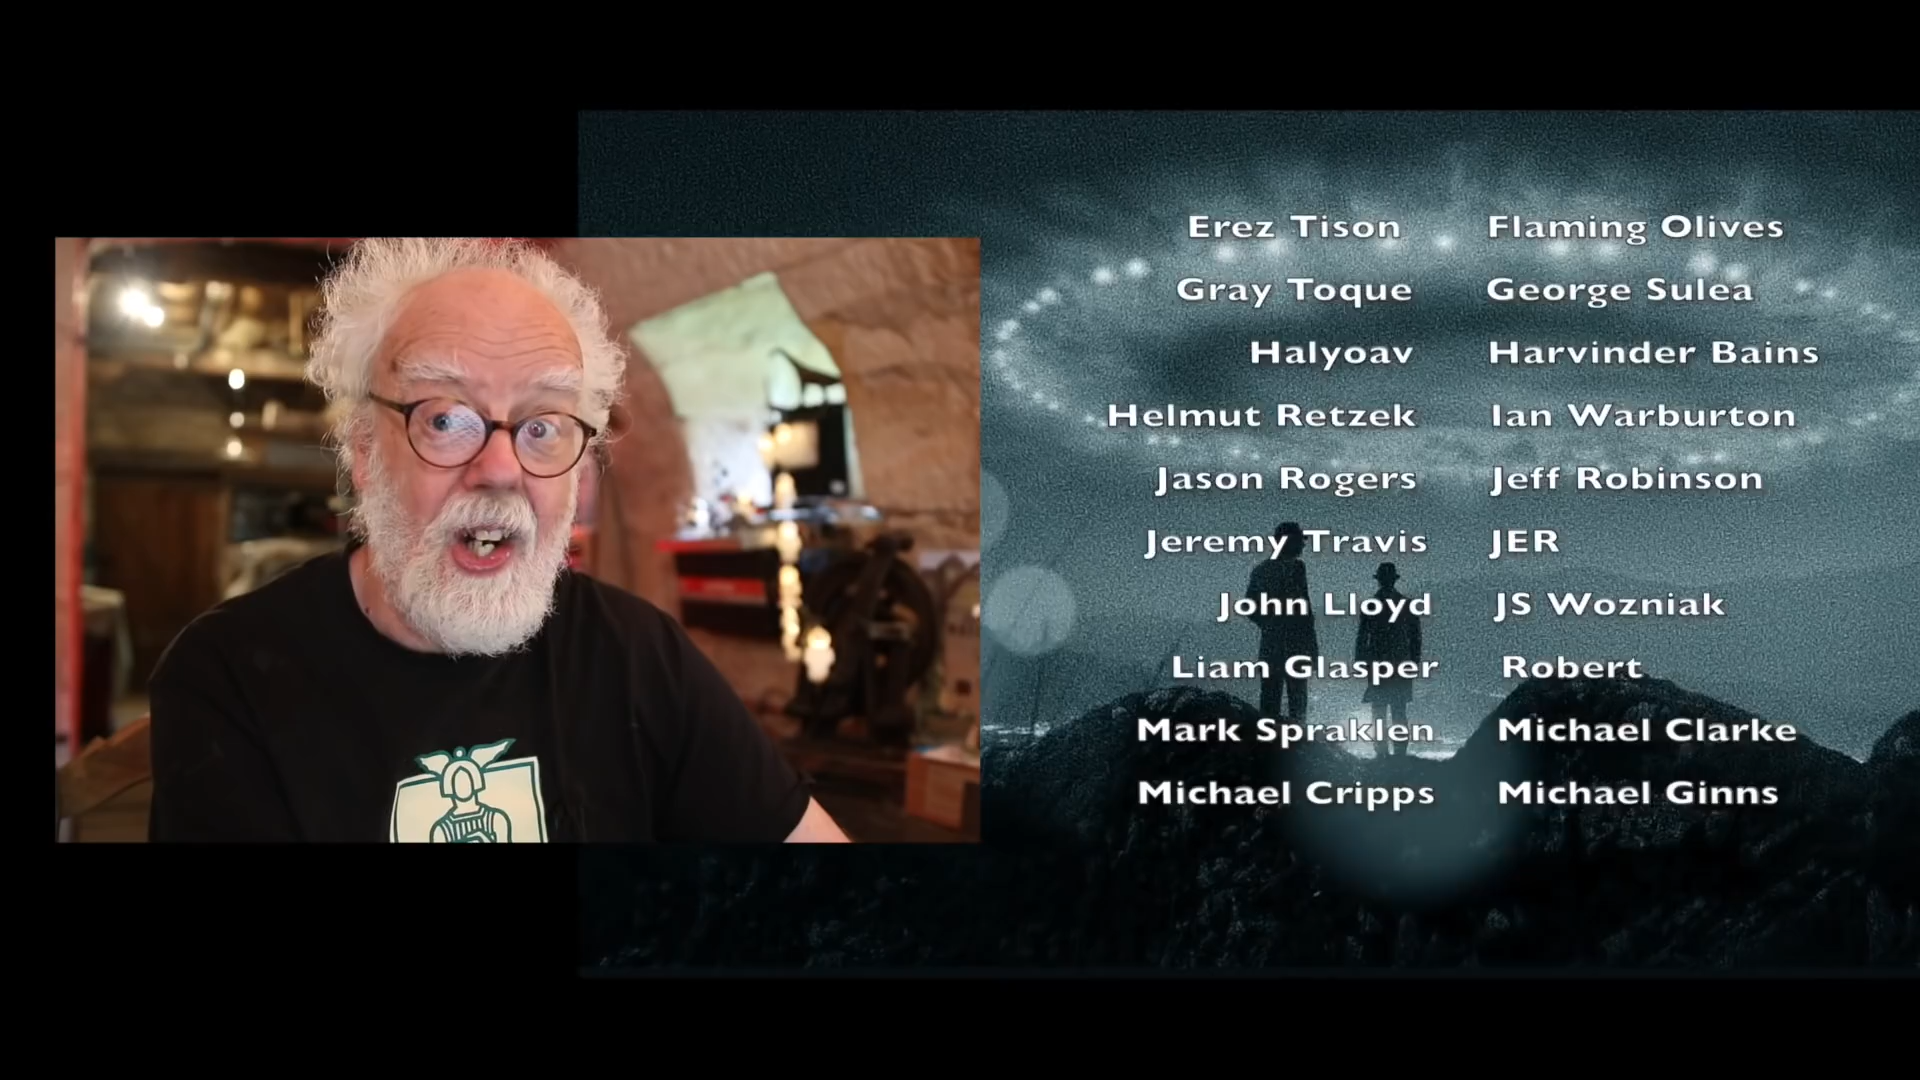 Erez Tison Flaming Olives
Gray Toque George Sulea
Halyoav Harvinder Bains
Helmut Retzek Ian Warburton
Jason Rogers Jeff Robinson
Jeremy Travis JER
John Lloyd JS Wozniak
Liam Glasper Robert
Mark Spraklen Michael Clarke
Michael Cripps Michael Ginns